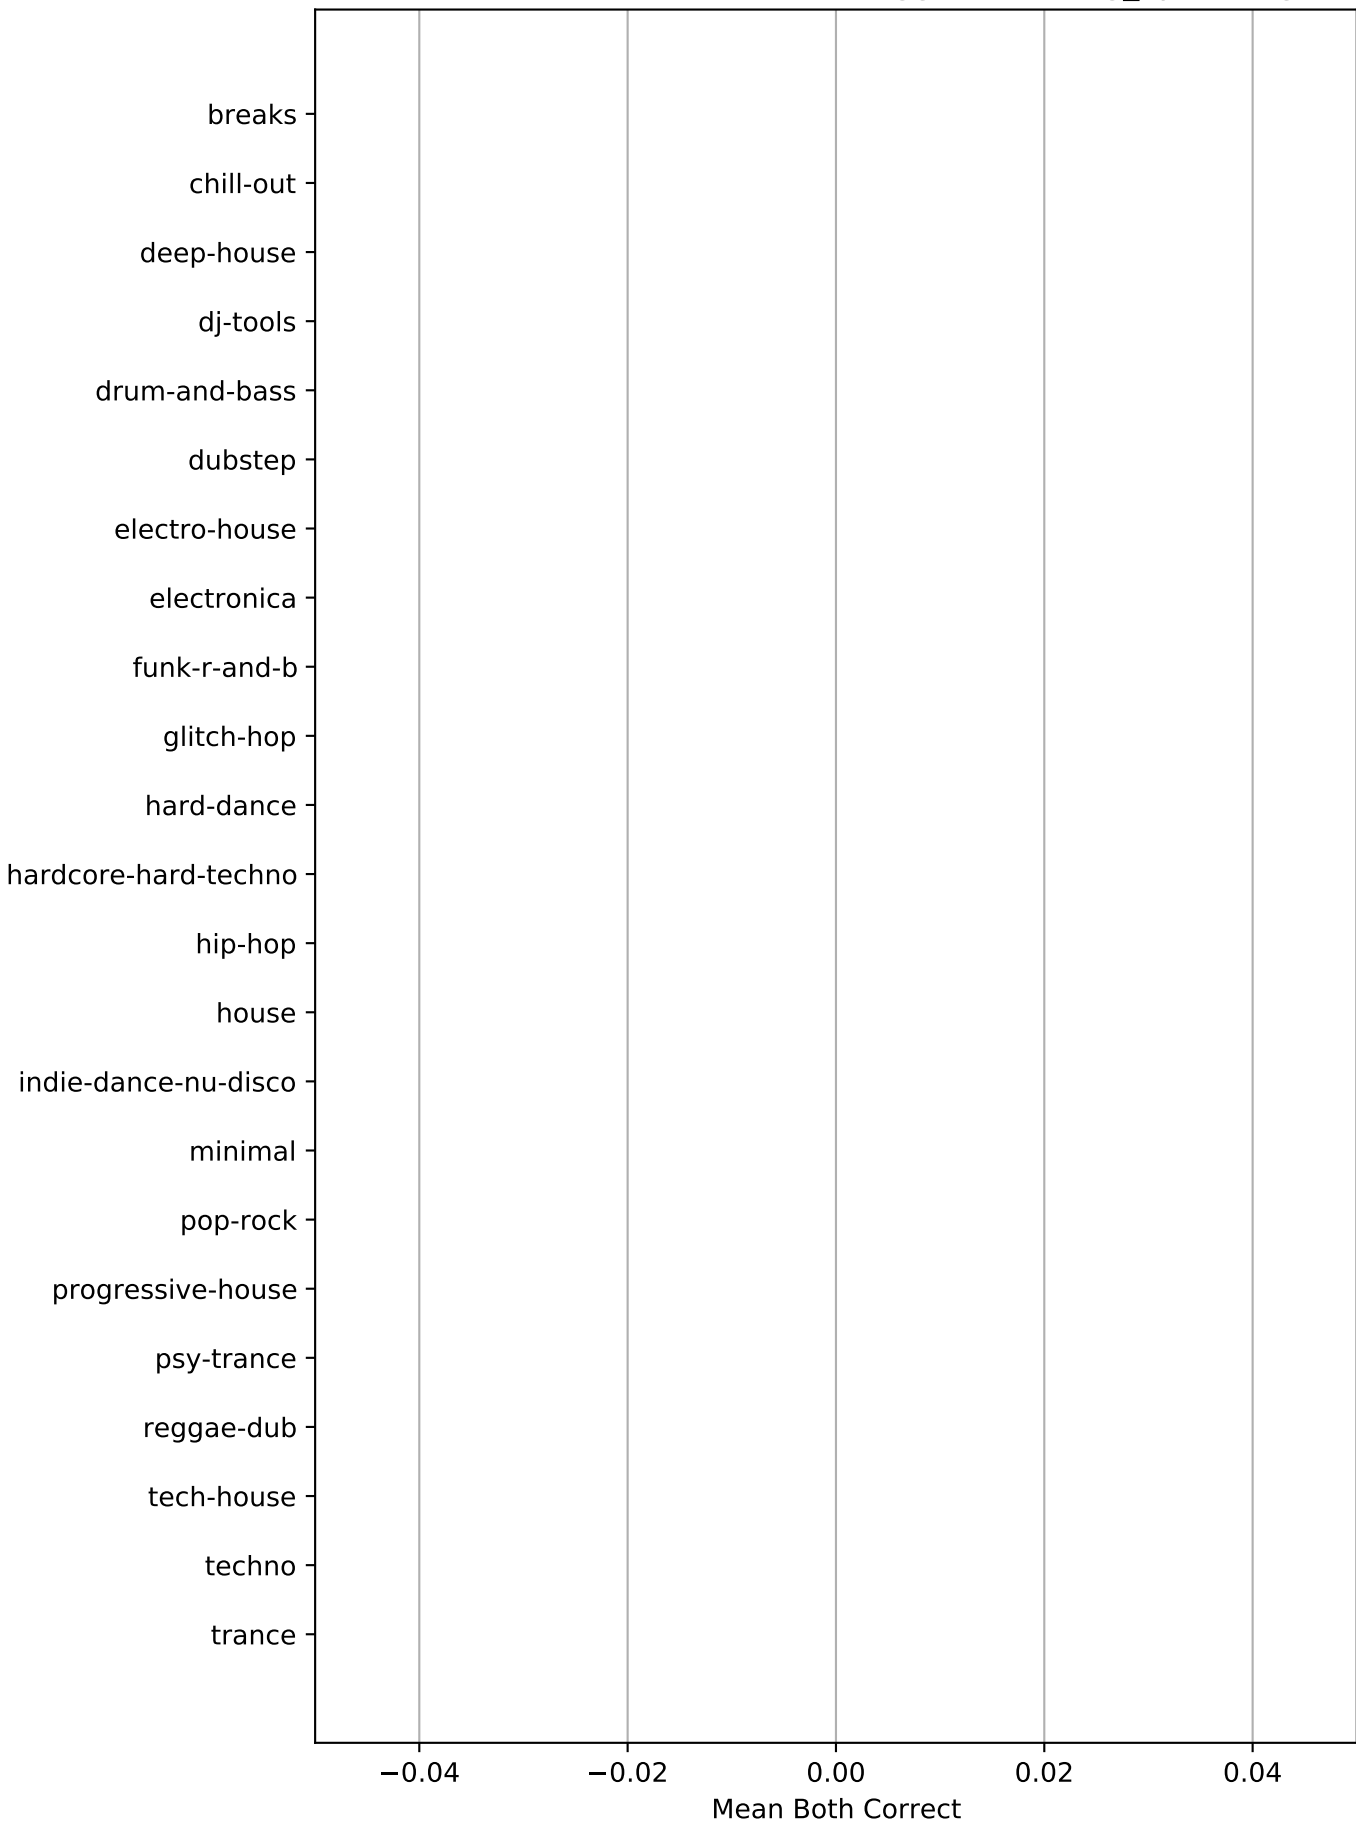 breaks
chill-out
deep-house
dj-tools
drum-and-bass
dubstep
electro-house
electronica
funk-r-and-b
glitch-hop
hard-dance
hardcore-hard-techno
hip-hop
house
indie-dance-nu-disco
minimal
pop-rock
progressive-house
psy-trance
reggae-dub
tech-house
techno
trance
−0.04 −0.02 0.00 0.02 0.04
Mean Both Correct